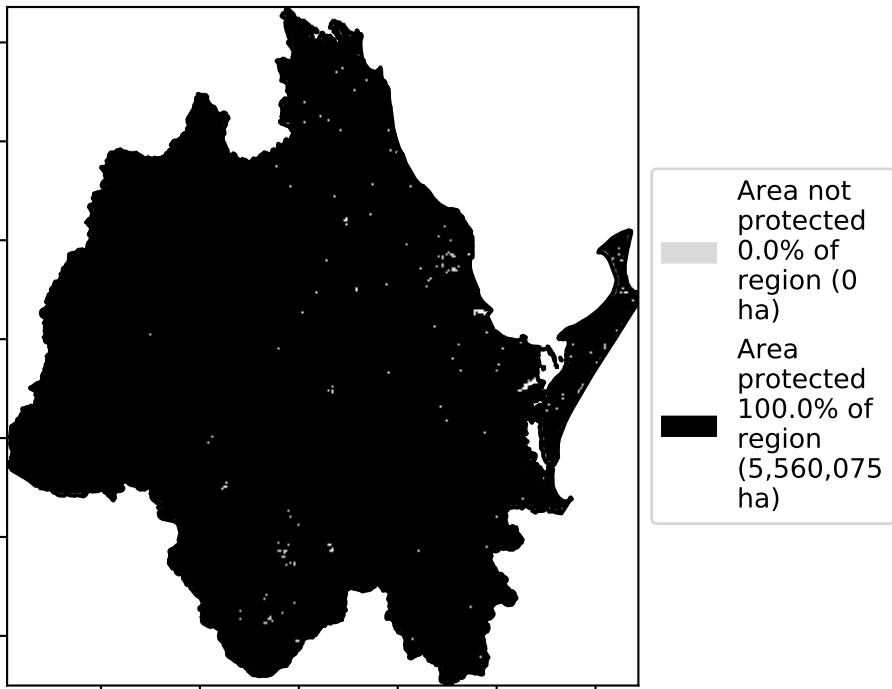 Area not
protected
0.0% of
region (0
ha)
Area
protected
100.0% of
region
(5,560,075
ha)